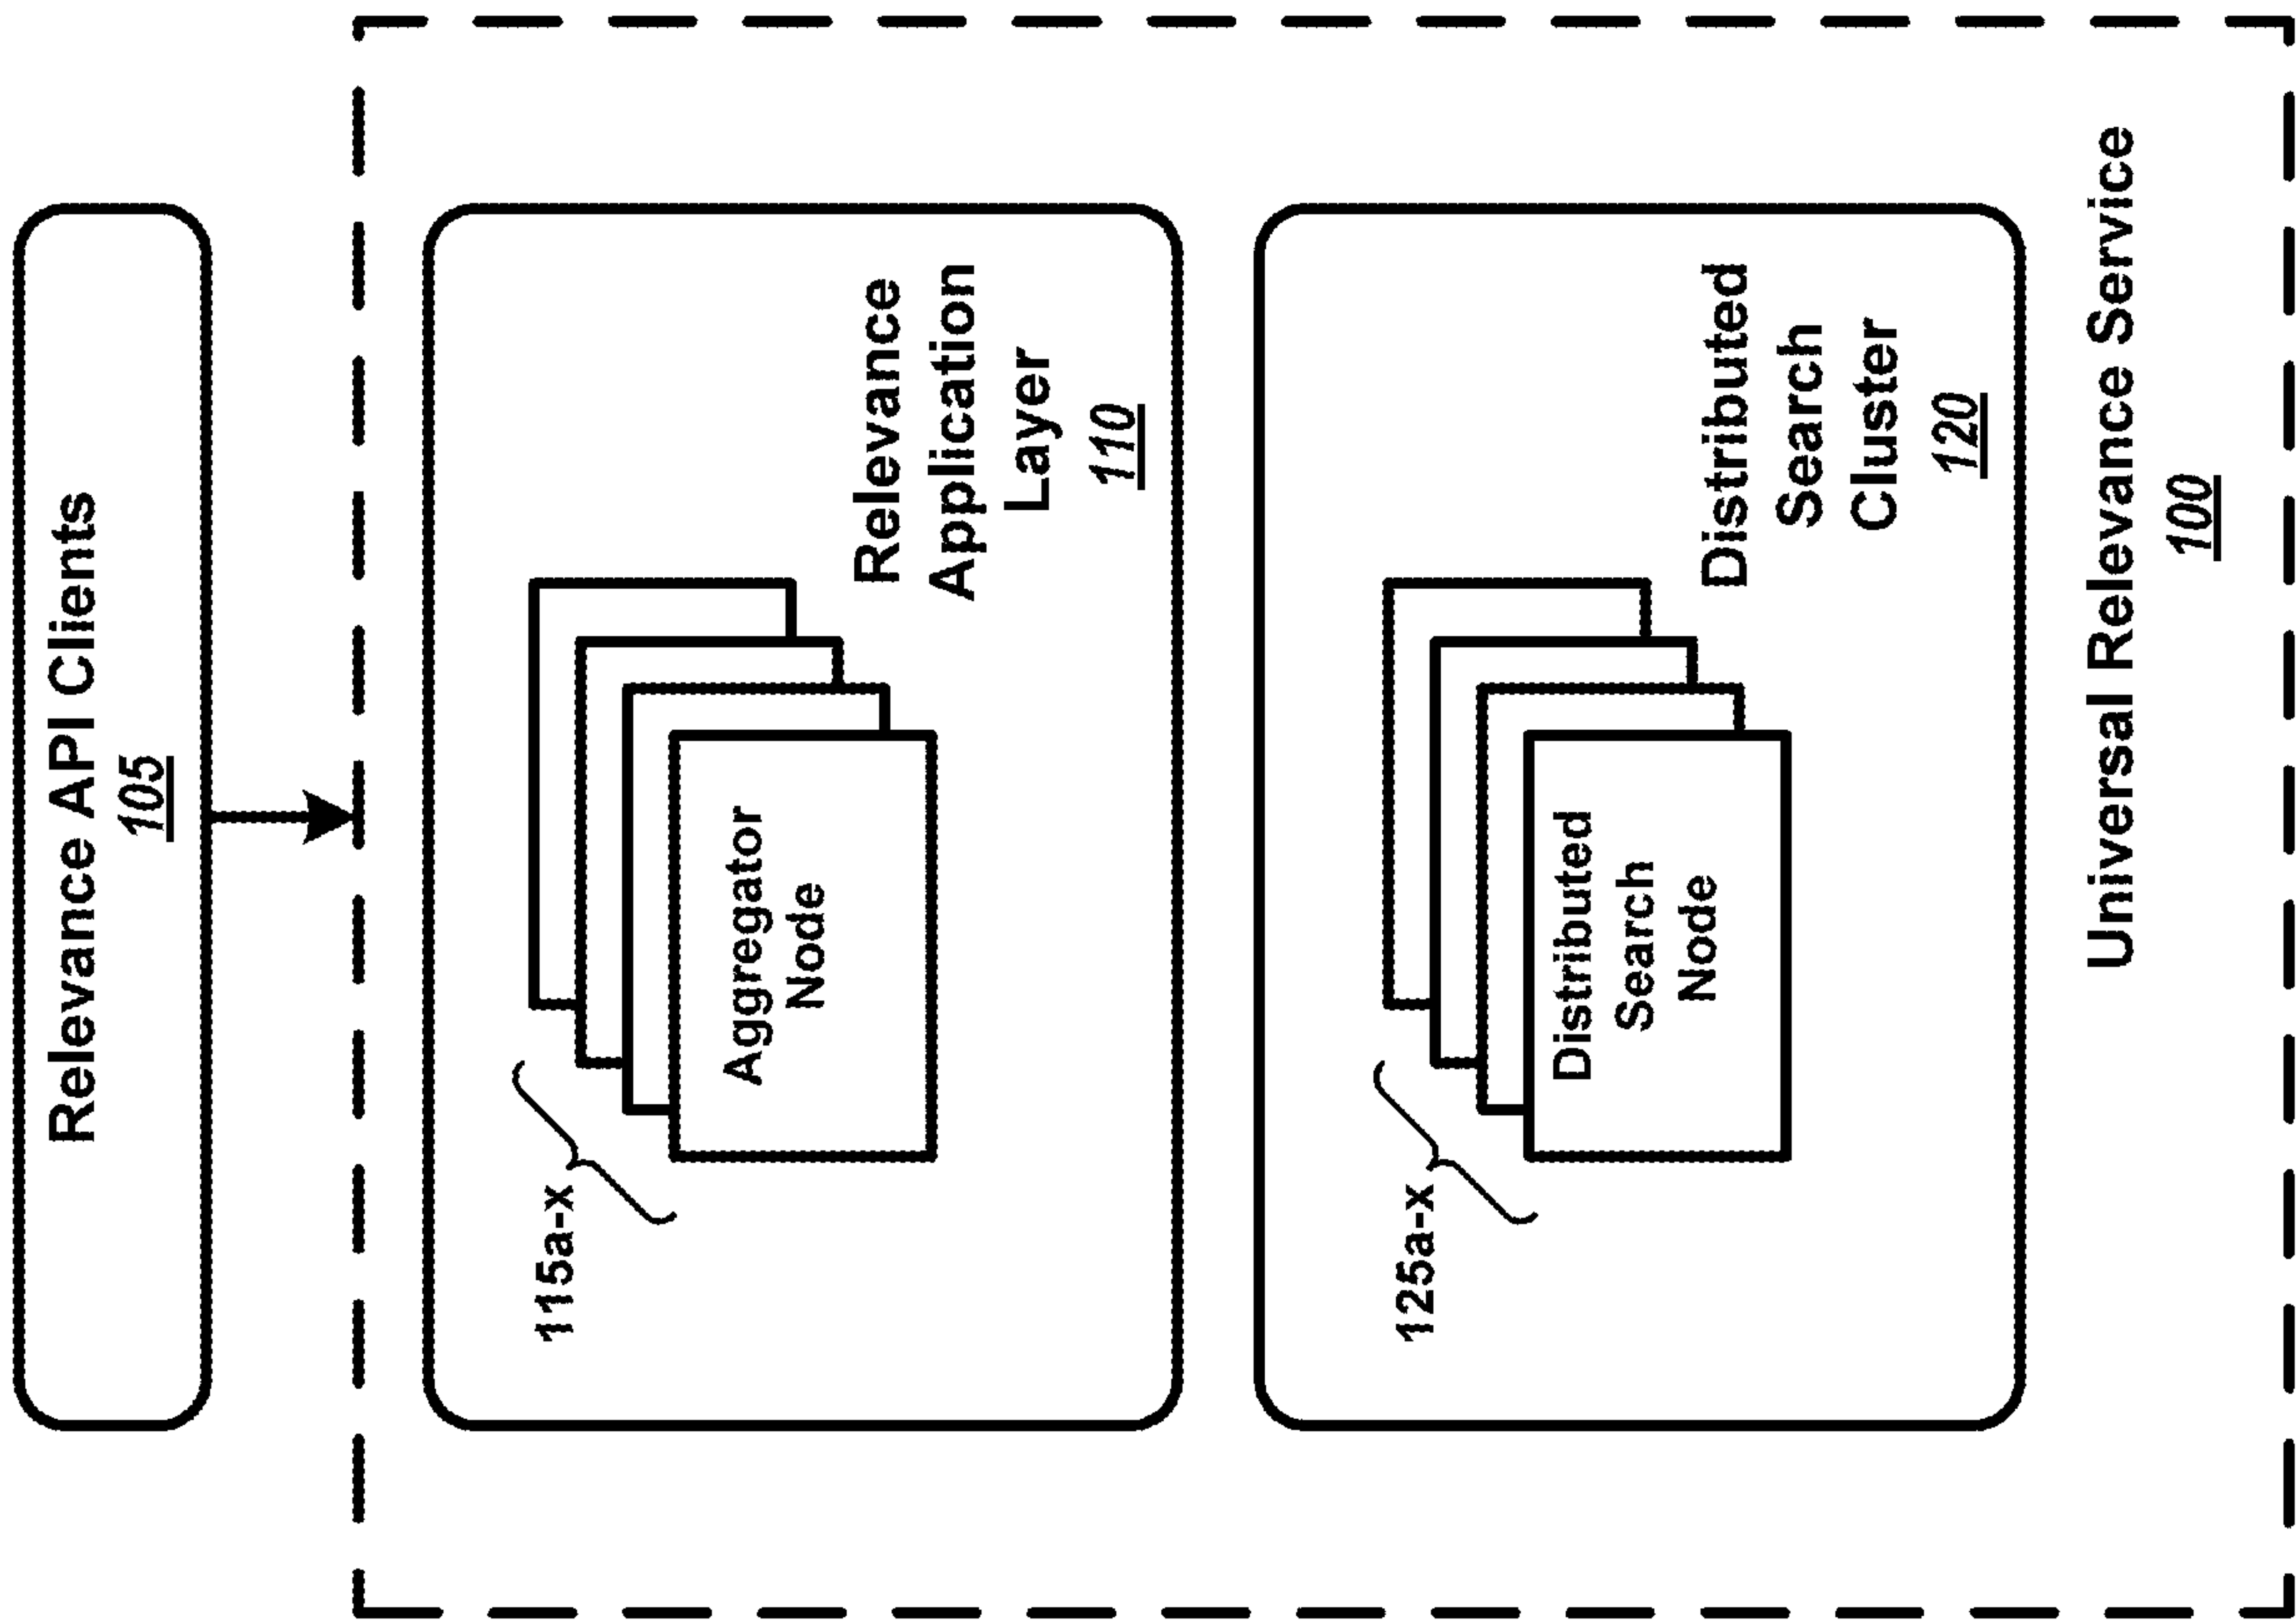 Relevance API Clients
105
115a-x
Aggregator
Node
Relevance
Application
Layer
110
125a-x
Distributed
Search
Node
Distributed
Search
Cluster
120
Universal Relevance Service
100